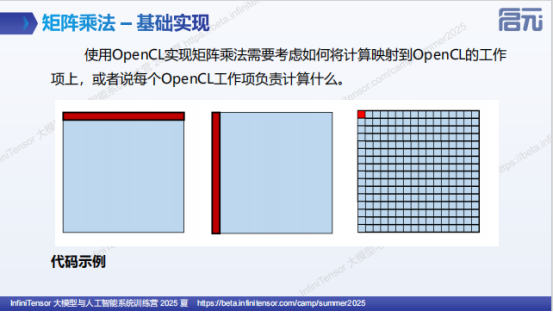 矩阵乘法 – 基础实现
启元
使用OpenCL实现矩阵乘法需要考虑如何将计算映射到OpenCL的工作
项上，或者说每个OpenCL工作项负责计算什么。
代码示例
InfiniTensor 大模型与人工智能系统训练营 2025 夏 https://beta.infinitensor.com/camp/summer2025